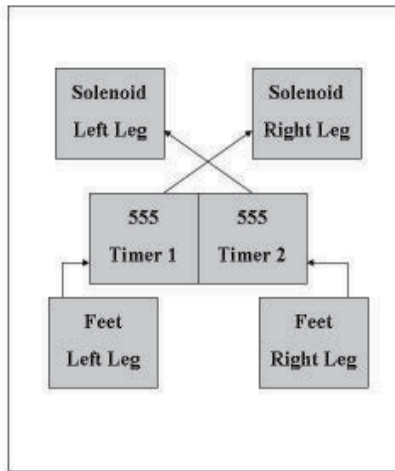 Solenoid
Left Leg
Solenoid
Right Leg
555
Timer 1
555
Timer 2
Feet
Left Leg
Feet
Right Leg